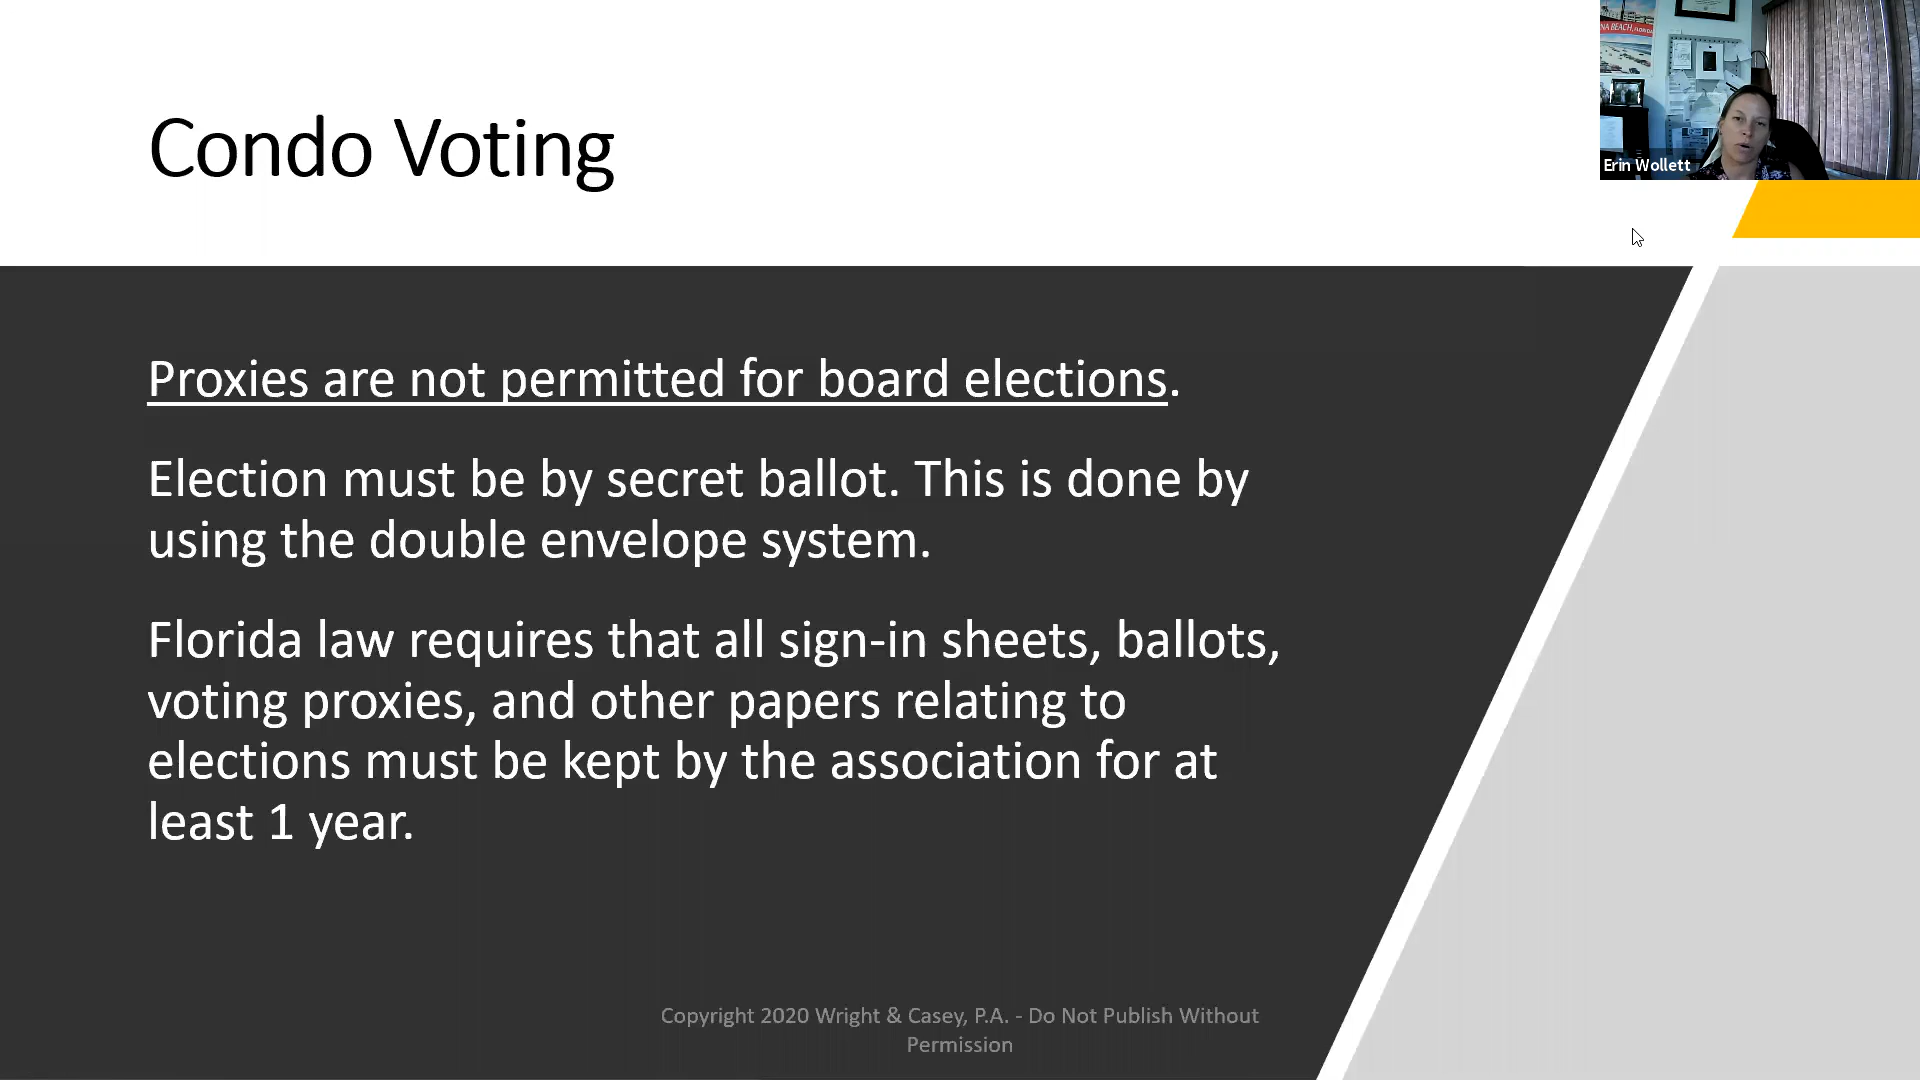 Condo Voting
NA BEACH, FLORIDA
Erin Wollett
Proxies are not permitted for board elections.
Election must be by secret ballot. This is done by
using the double envelope system.
Florida law requires that all sign-in sheets, ballots,
voting proxies, and other papers relating to
elections must be kept by the association for at
least 1 year.
Copyright 2020 Wright & Casey, P.A. - Do Not Publish Without
Permission